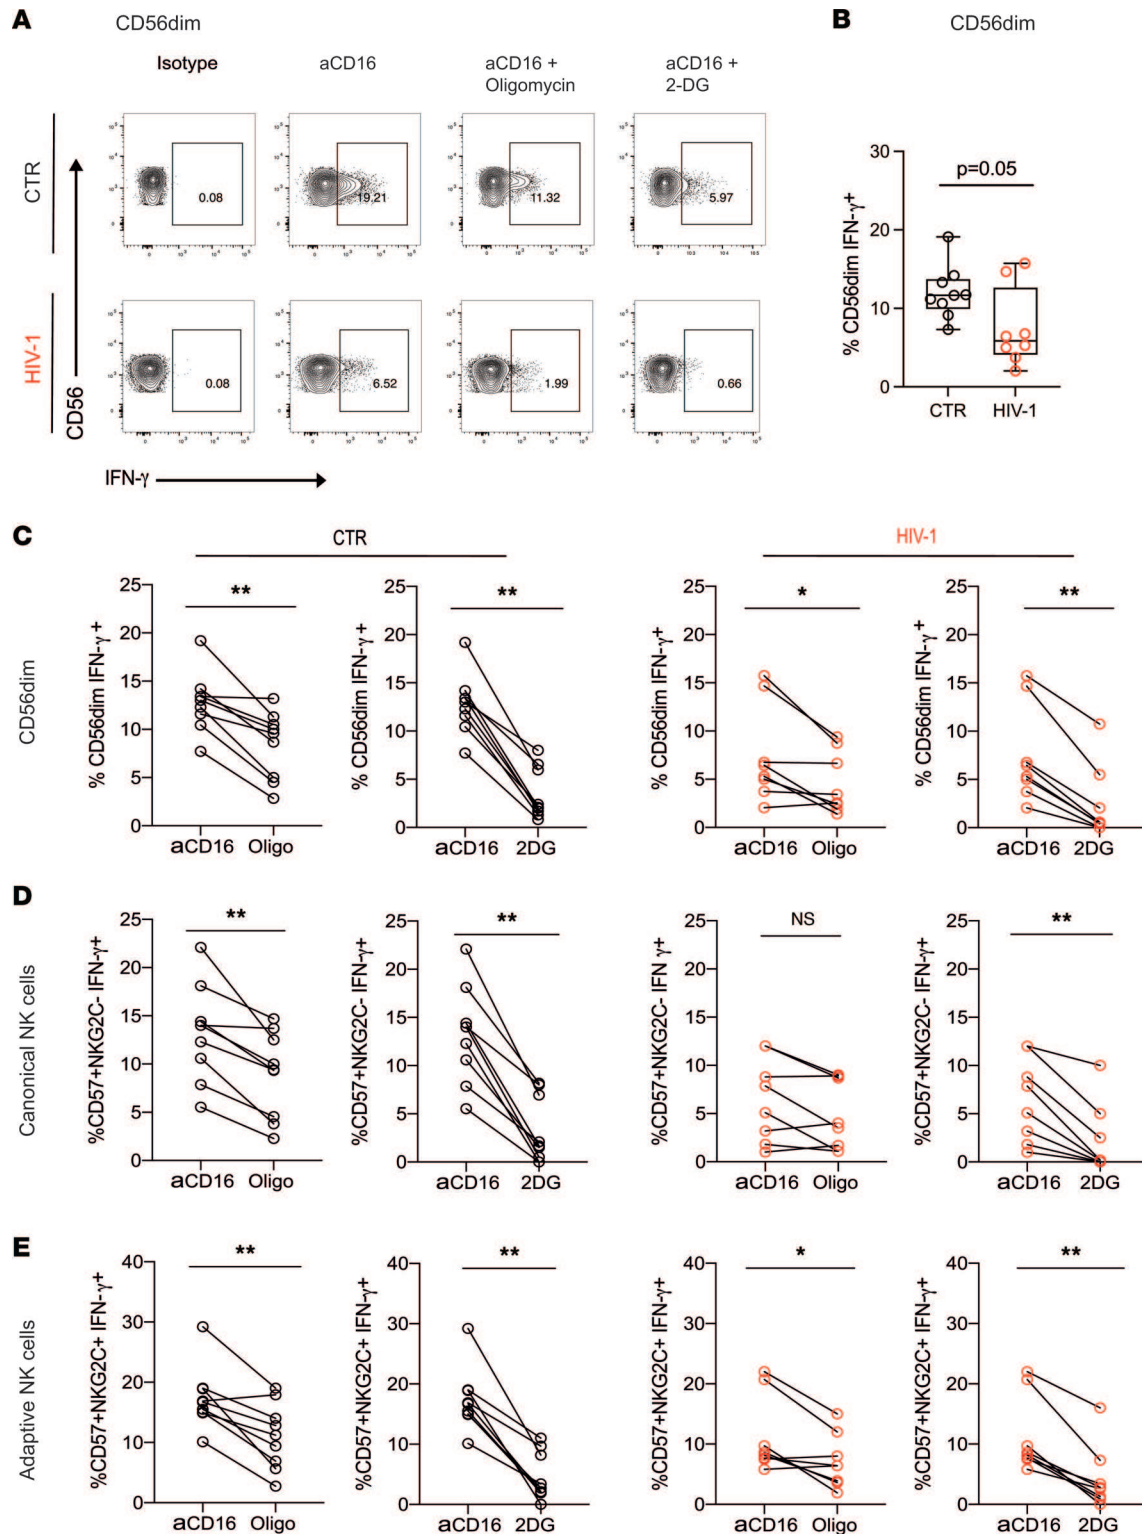 A
CD56dim
Isotype
aCD16
aCD16 +
Oligomycin
aCD16 +
2-DG
CTR
0.08
19.21
11.32
5.97
HIV-1
0.08
6.52
1.99
0.66
CD56
IFN-γ
B
CD56dim
p=0.05
% CD56dim IFN-γ+
30
20
10
0
CTR
HIV-1
C
CTR
HIV-1
CD56dim
% CD56dim IFN-γ+
25
20
15
10
5
0
**
aCD16
Oligo
% CD56dim IFN-γ+
25
20
15
10
5
0
**
aCD16
2DG
% CD56dim IFN-γ+
25
20
15
10
5
0
*
aCD16
Oligo
% CD56dim IFN-γ+
25
20
15
10
5
0
**
aCD16
2DG
D
Canonical NK cells
%CD57+NKG2C- IFN-γ+
25
20
15
10
5
0
**
aCD16
Oligo
%CD57+NKG2C- IFN-γ+
25
20
15
10
5
0
**
aCD16
2DG
%CD57+NKG2C- IFN γ+
25
20
15
10
5
0
NS
aCD16
Oligo
%CD57+NKG2C- IFN-γ+
25
20
15
10
5
0
**
aCD16
2DG
E
Adaptive NK cells
%CD57+NKG2C+ IFN-γ+
40
30
20
10
0
**
aCD16
Oligo
%CD57+NKG2C+ IFN-γ+
40
30
20
10
0
**
aCD16
2DG
%CD57+NKG2C+ IFN-γ+
40
30
20
10
0
*
aCD16
Oligo
%CD57+NKG2C+ IFN-γ+
40
30
20
10
0
**
aCD16
2DG